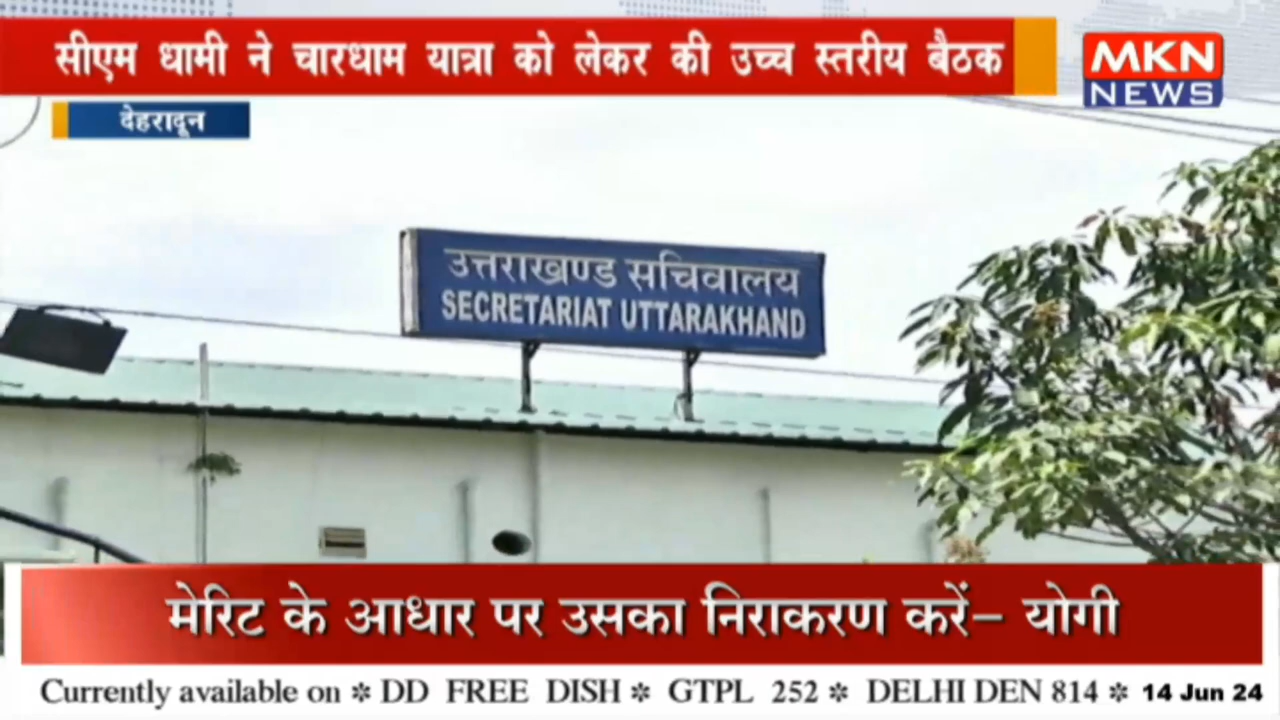 सीएम धामी ने चारधाम यात्रा को लेकर की उच्च स्तरीय बैठक
MKN
NEWS
देहरादून
उत्तराखण्ड सचिवालय
SECRETARIAT UTTARAKHAND
मेरिट के आधार पर उसका निराकरण करें– योगी
Currently available on ✻ DD FREE DISH ✻ GTPL 252 ✻ DELHI DEN 814 ✻ 14 Jun 24